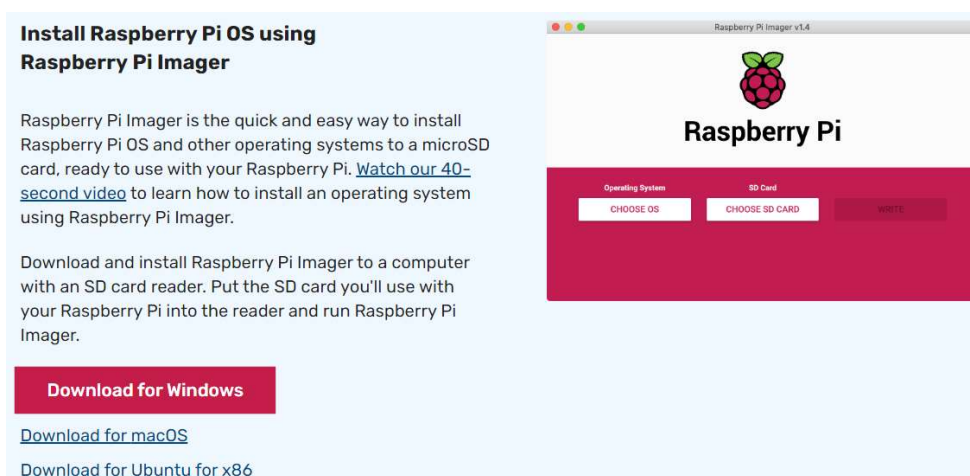 Install Raspberry Pi OS using
Raspberry Pi Imager
Raspberry Pi Imager is the quick and easy way to install
Raspberry Pi OS and other operating systems to a microSD
card, ready to use with your Raspberry Pi. Watch our 40-
second video to learn how to install an operating system
using Raspberry Pi Imager.
Download and install Raspberry Pi Imager to a computer
with an SD card reader. Put the SD card you'll use with
your Raspberry Pi into the reader and run Raspberry Pi
Imager.
Download for Windows
Download for macOS
Download for Ubuntu for x86
Raspberry Pi Imager v1.4
Raspberry Pi
Operating System SD Card
CHOOSE OS CHOOSE SD CARD WRITE